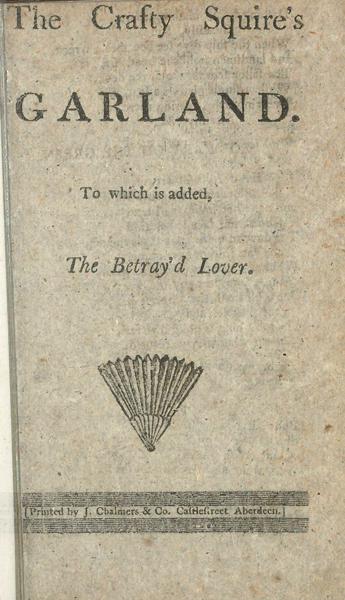 The Crafty Squire's
GARLAND.
To which is added,
The Betray'd Lover.
[Printed by J. Chalmers & Co. Caſtleſtreet Aberdeen.]